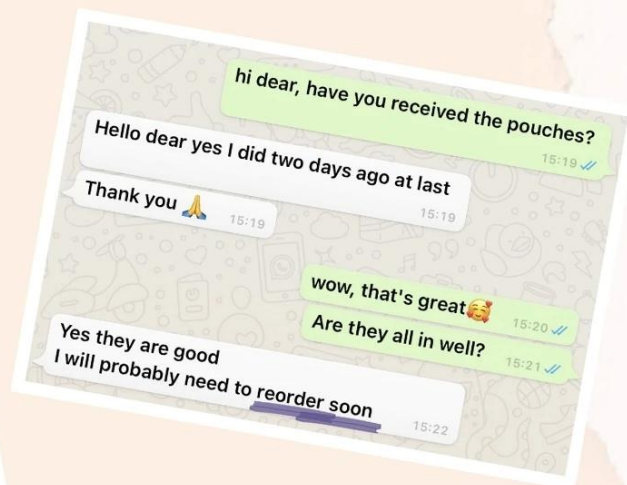 hi dear, have you received the pouches?
15:19
Hello dear yes I did two days ago at last
15:19
Thank you 🙏
15:19
wow, that's great🥰
15:20
Are they all in well?
15:21
Yes they are good
I will probably need to reorder soon
15:22